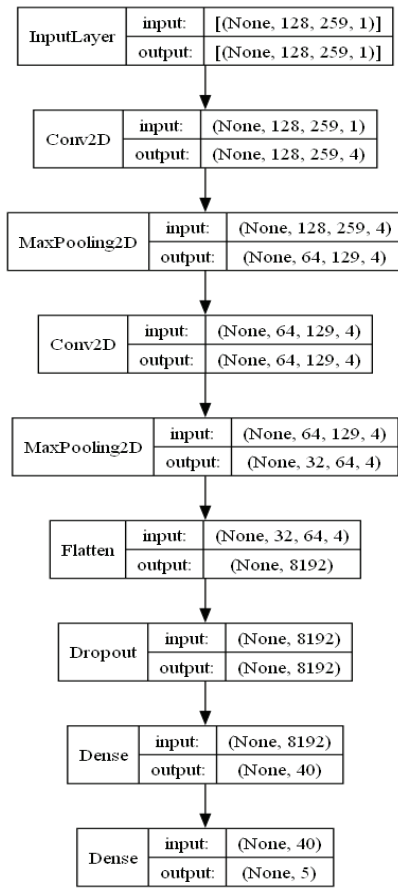 InputLayer
input: [(None, 128, 259, 1)]
output: [(None, 128, 259, 1)]
Conv2D
input: (None, 128, 259, 1)
output: (None, 128, 259, 4)
MaxPooling2D
input: (None, 128, 259, 4)
output: (None, 64, 129, 4)
Conv2D
input: (None, 64, 129, 4)
output: (None, 64, 129, 4)
MaxPooling2D
input: (None, 64, 129, 4)
output: (None, 32, 64, 4)
Flatten
input: (None, 32, 64, 4)
output: (None, 8192)
Dropout
input: (None, 8192)
output: (None, 8192)
Dense
input: (None, 8192)
output: (None, 40)
Dense
input: (None, 40)
output: (None, 5)